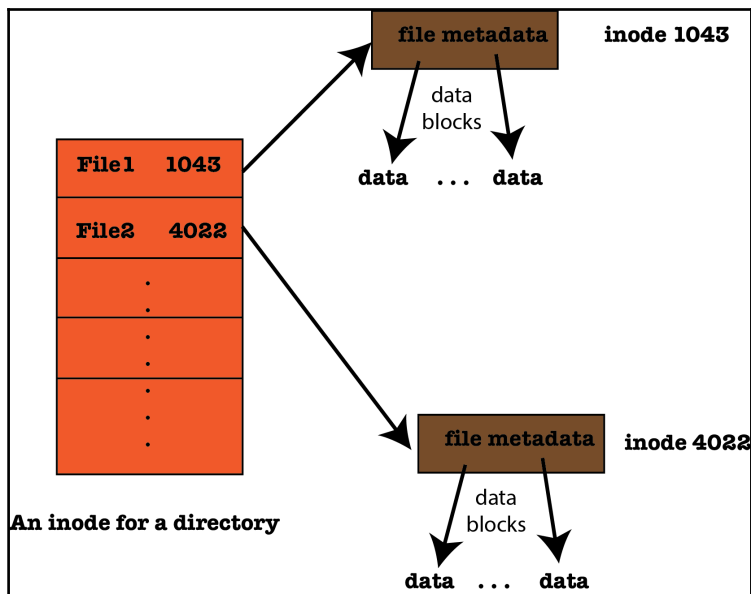 file metadata inode 1043
data
blocks
data ... data
File1 1043
File2 4022
.
.
.
.
.
.
.
An inode for a directory
file metadata inode 4022
data
blocks
data ... data